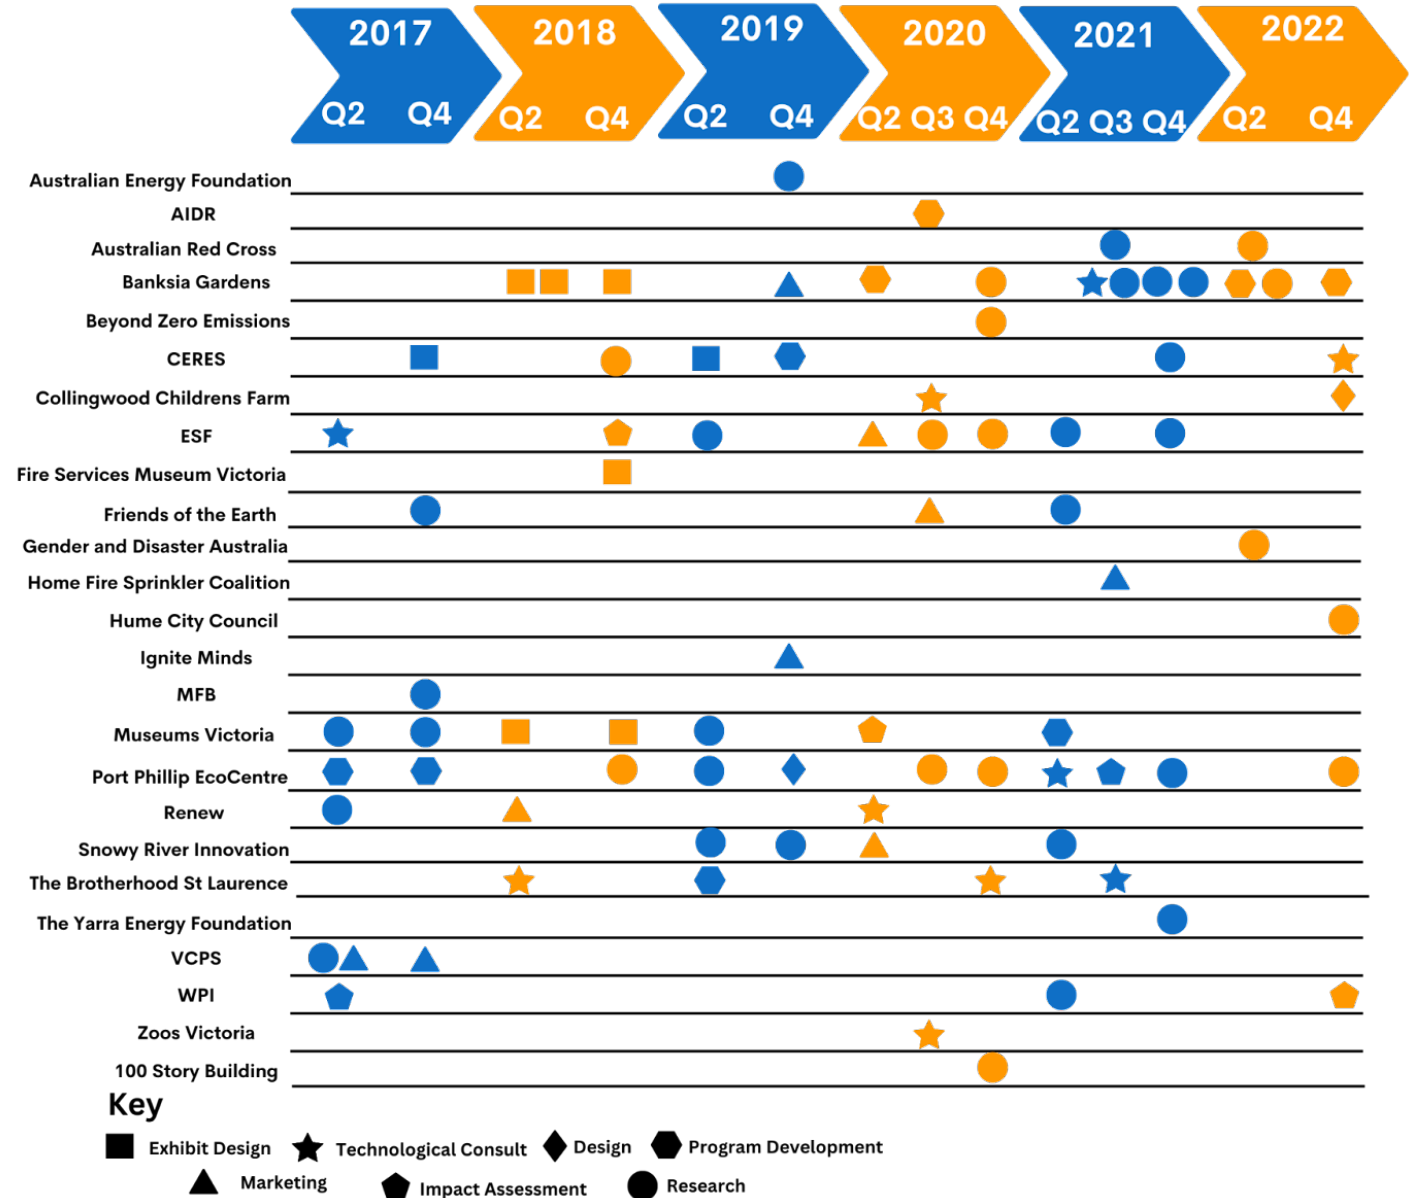 2017 2018 2019 2020 2021 2022
Q2 Q4 Q2 Q4 Q2 Q4 Q2 Q3 Q4 Q2 Q3 Q4 Q2 Q4
Australian Energy Foundation
AIDR
Australian Red Cross
Banksia Gardens
Beyond Zero Emissions
CERES
Collingwood Childrens Farm
ESF
Fire Services Museum Victoria
Friends of the Earth
Gender and Disaster Australia
Home Fire Sprinkler Coalition
Hume City Council
Ignite Minds
MFB
Museums Victoria
Port Phillip EcoCentre
Renew
Snowy River Innovation
The Brotherhood St Laurence
The Yarra Energy Foundation
VCPS
WPI
Zoos Victoria
100 Story Building
Key
Exhibit Design Technological Consult Design Program Development
Marketing Impact Assessment Research